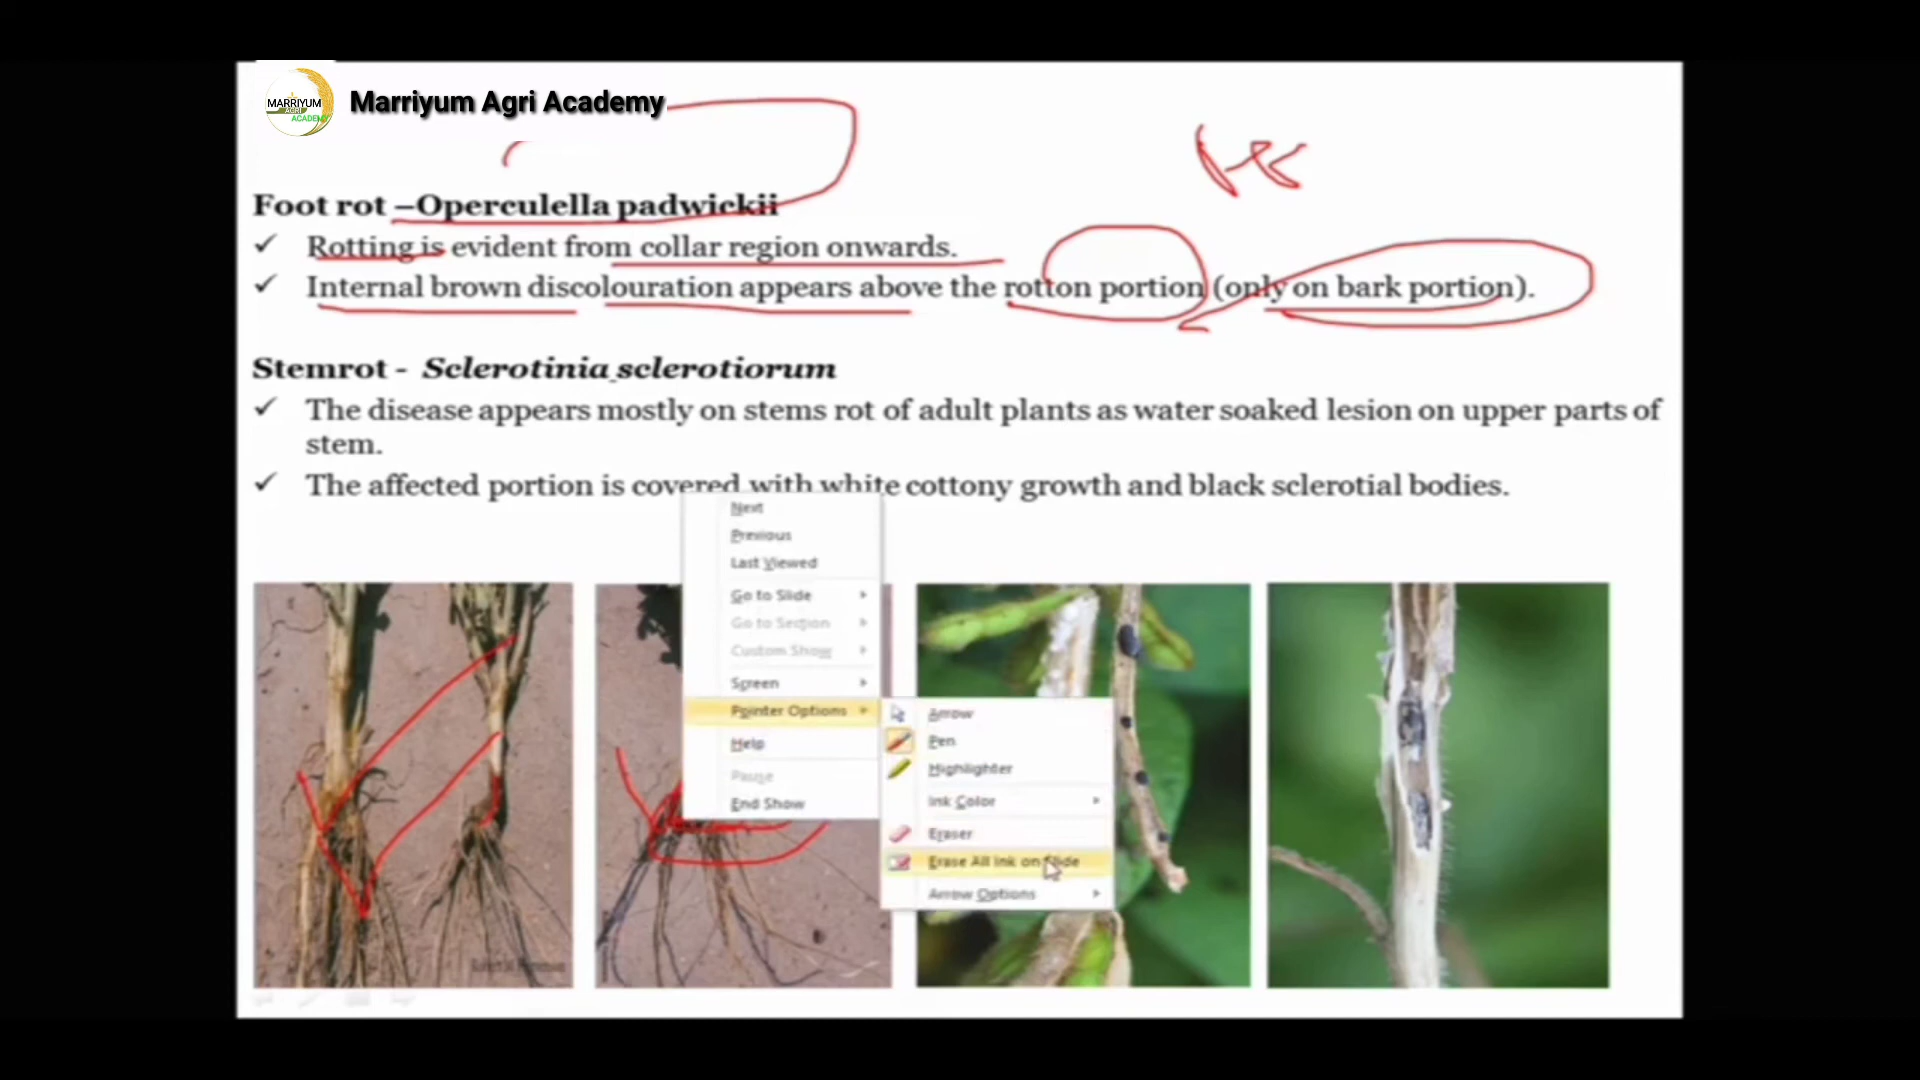 MARRIYUM
AGRI
ACADEMY
Marriyum Agri Academy
Foot rot –Operculella padwickii
✓ Rotting is evident from collar region onwards.
✓ Internal brown discolouration appears above the rotton portion (only on bark portion).
Stemrot - Sclerotinia sclerotiorum
✓ The disease appears mostly on stems rot of adult plants as water soaked lesion on upper parts of
stem.
✓ The affected portion is covered with white cottony growth and black sclerotial bodies.
Next
Previous
Last Viewed
Go to Slide
Go to Section
Custom Show
Screen
Pointer Options
Help
Pause
End Show
Arrow
Pen
Highlighter
Ink Color
Eraser
Erase All Ink on Slide
Arrow Options